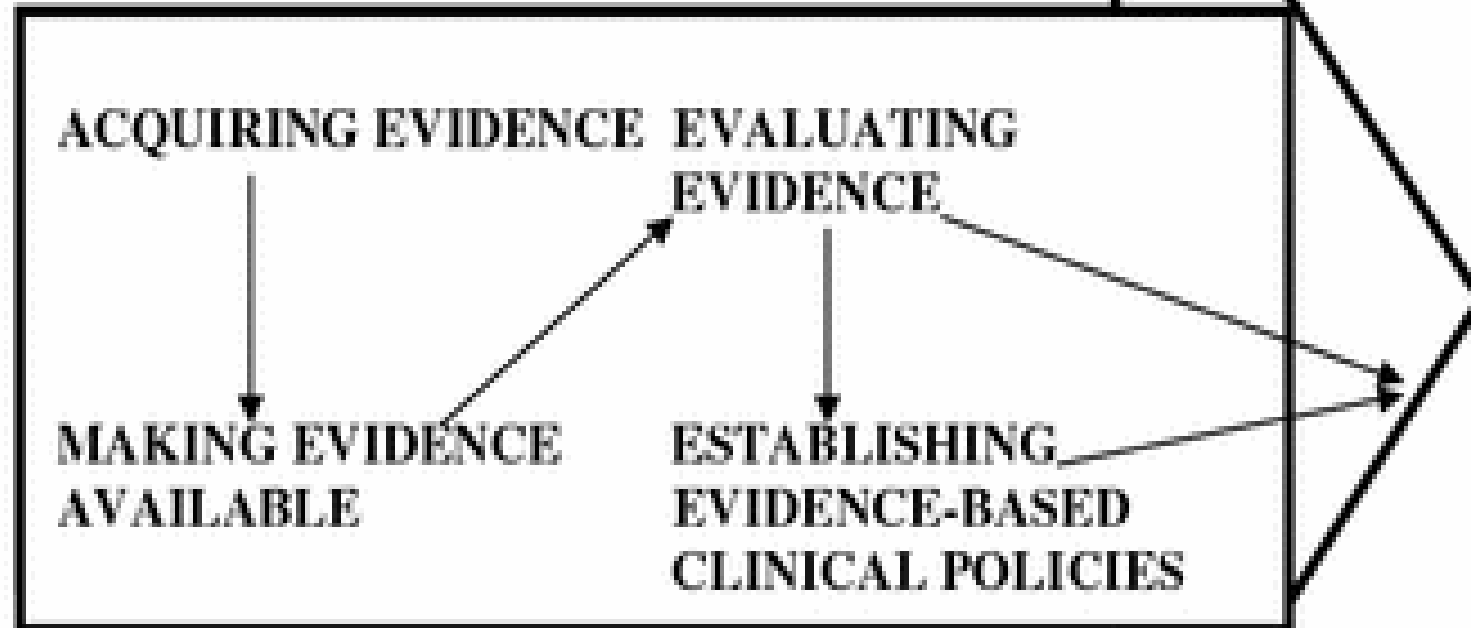 ACQUIRING EVIDENCE
EVALUATING
EVIDENCE
MAKING EVIDENCE
AVAILABLE
ESTABLISHING
EVIDENCE-BASED
CLINICAL POLICIES